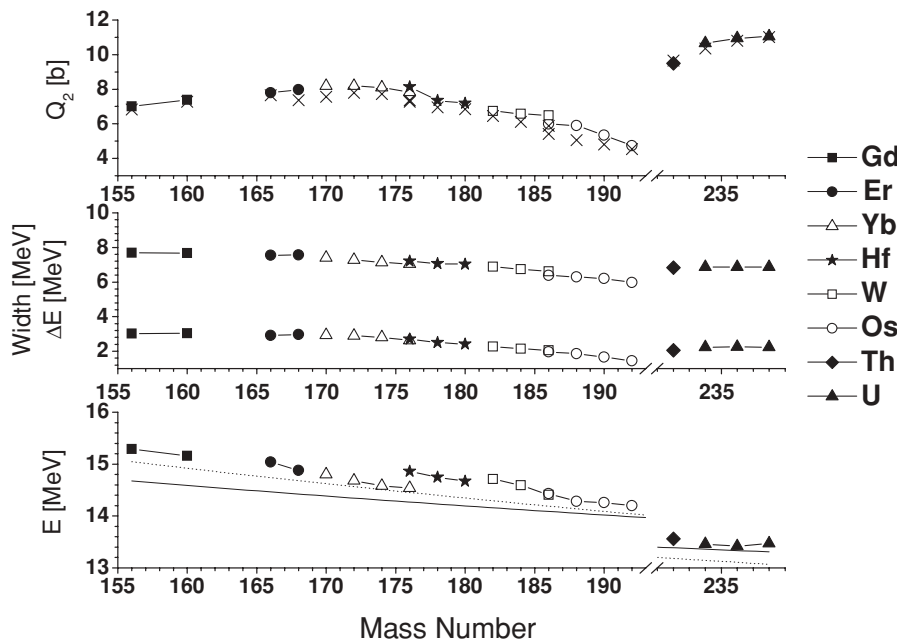 12
10
8
6
4
Q2 [b]
155 160 165 170 175 180 185 190 235
10
8
6
4
2
Width [MeV]
ΔE [MeV]
155 160 165 170 175 180 185 190 235
16
15
14
13
E [MeV]
155 160 165 170 175 180 185 190 235
Mass Number
Gd
Er
Yb
Hf
W
Os
Th
U